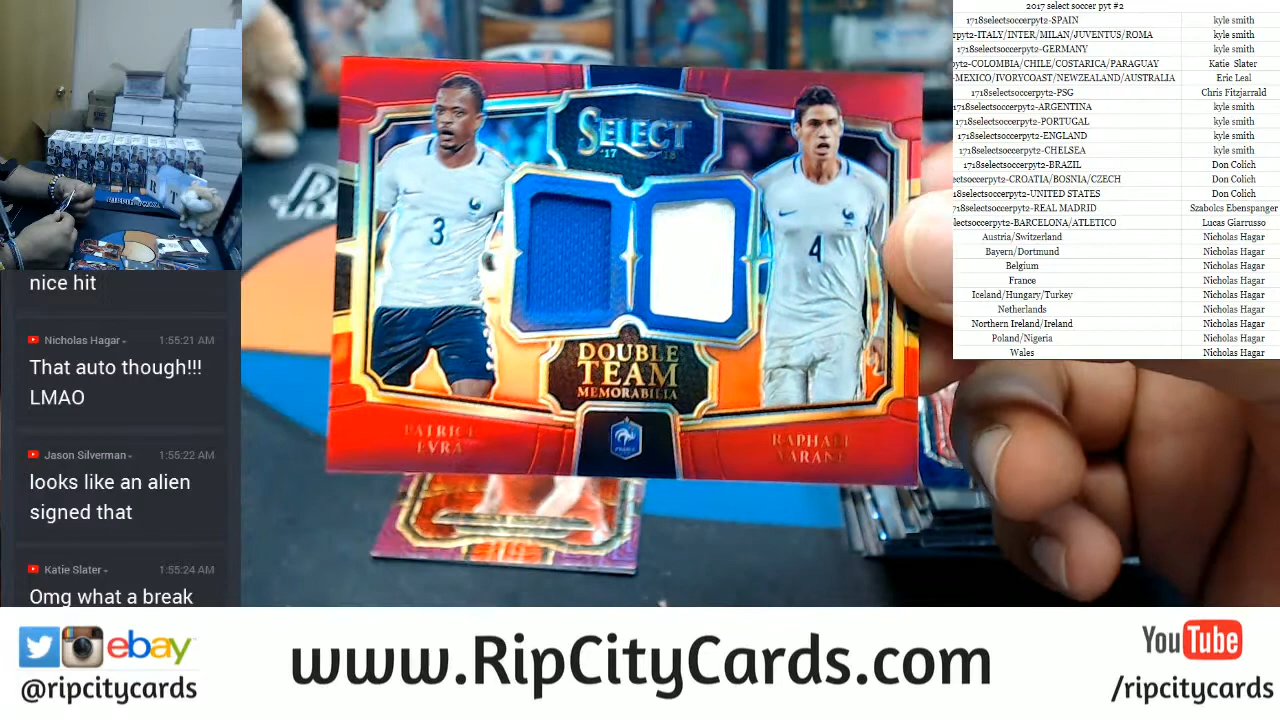 2017 select soccer pyt #2
1718selectsoccerpyt2-SPAIN kyle smith
pyt2-ITALY/INTER/MILAN/JUVENTUS/ROMA kyle smith
1718selectsoccerpyt2-GERMANY kyle smith
pyt2-COLOMBIA/CHILE/COSTARICA/PARAGUAY Katie Slater
-MEXICO/IVORYCOAST/NEWZEALAND/AUSTRALIA Eric Leal
1718selectsoccerpyt2-PSG Chris Fitzjarrald
1718selectsoccerpyt2-ARGENTINA kyle smith
1718selectsoccerpyt2-PORTUGAL kyle smith
1718selectsoccerpyt2-ENGLAND kyle smith
1718selectsoccerpyt2-CHELSEA kyle smith
1718selectsoccerpyt2-BRAZIL Don Colich
ectsoccerpyt2-CROATIA/BOSNIA/CZECH Don Colich
18selectsoccerpyt2-UNITED STATES Don Colich
718selectsoccerpyt2-REAL MADRID Szabolcs Ebenspanger
electsoccerpyt2-BARCELONA/ATLETICO Lucas Giarrusso
Austria/Switzerland Nicholas Hagar
Bayern/Dortmund Nicholas Hagar
Belgium Nicholas Hagar
France Nicholas Hagar
Iceland/Hungary/Turkey Nicholas Hagar
Netherlands Nicholas Hagar
Northern Ireland/Ireland Nicholas Hagar
Poland/Nigeria Nicholas Hagar
Wales Nicholas Hagar
SELECT
'17 18
3
4
DOUBLE
TEAM
MEMORABILIA
PATRICE
EVRA
RAPHAEL
VARANE
FRANCE
nice hit
Nicholas Hagar 1:55:21 AM
That auto though!!!
LMAO
Jason Silverman 1:55:22 AM
looks like an alien
signed that
Katie Slater 1:55:24 AM
Omg what a break
ebay
@ripcitycards
www.RipCityCards.com
YouTube
/ripcitycards